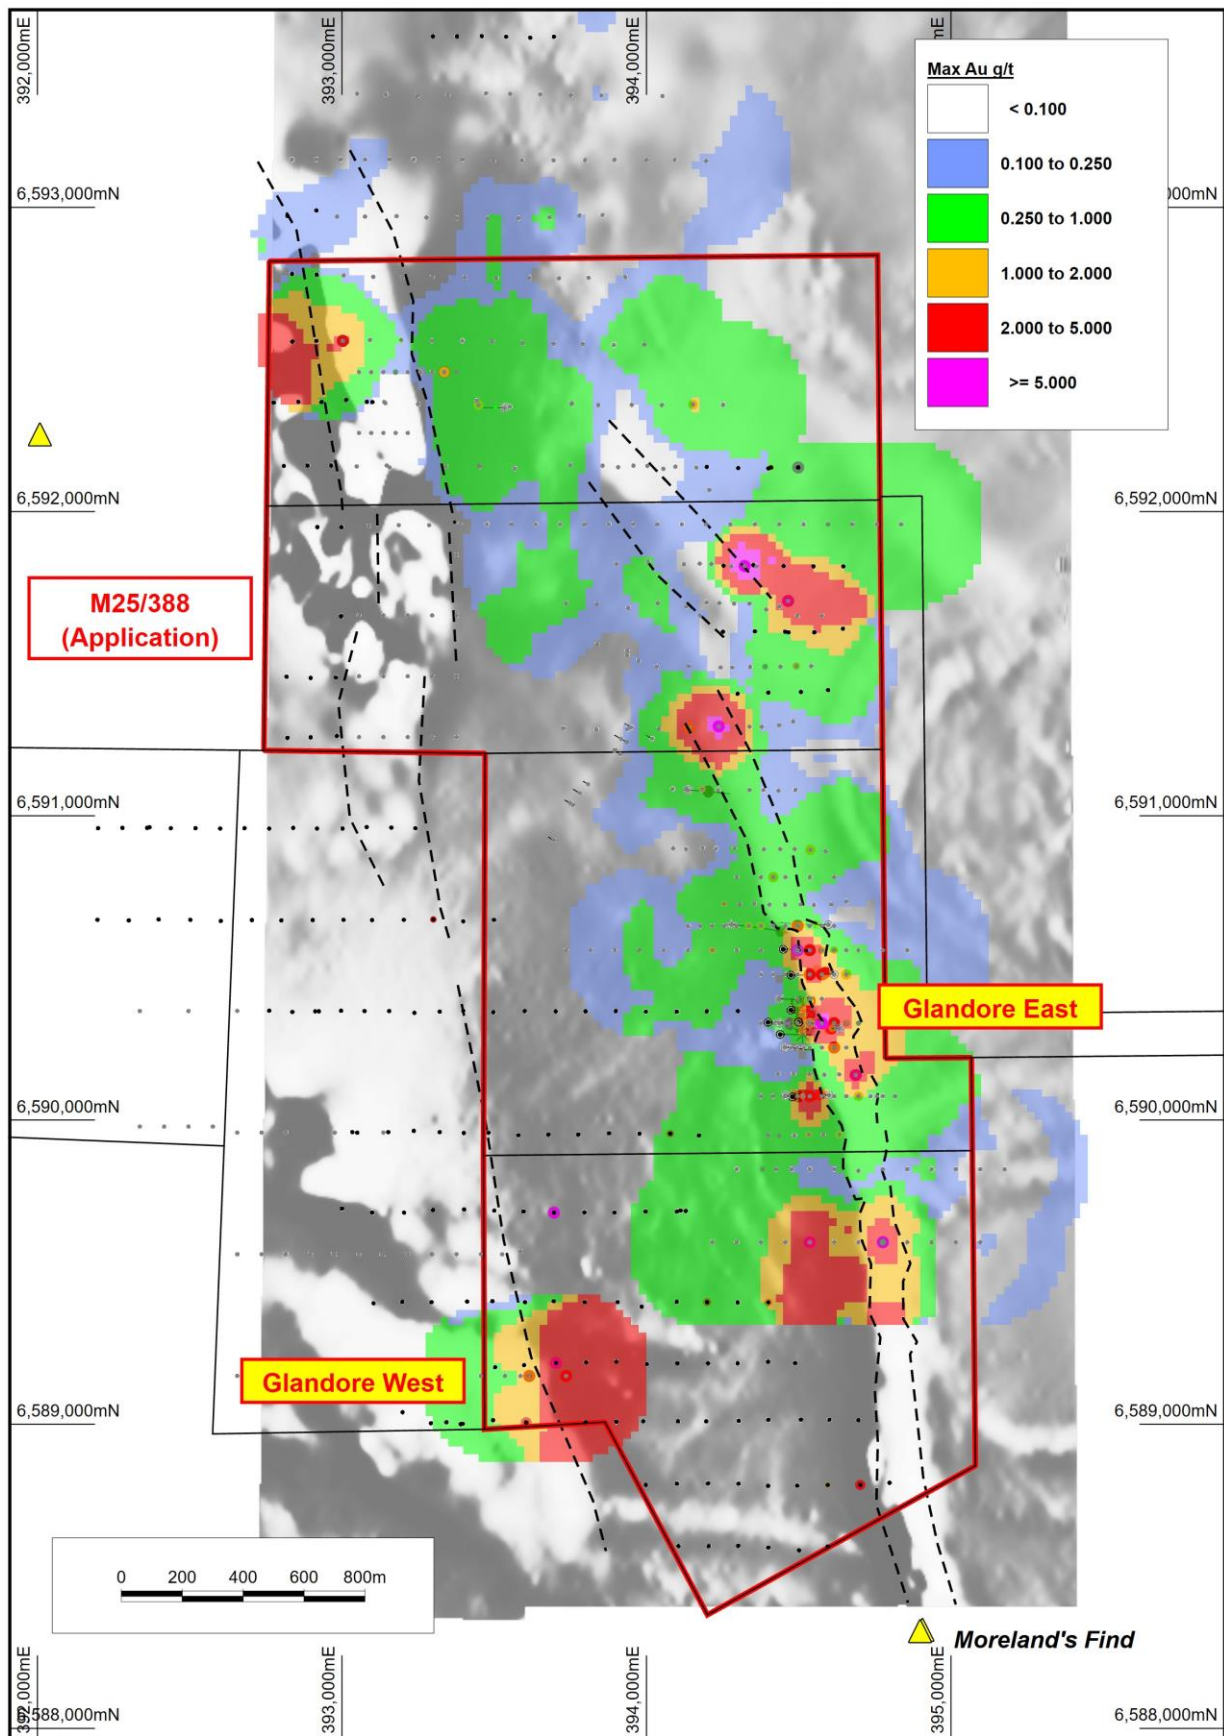 392,000mE
393,000mE
394,000mE
mE
Max Au g/t
< 0.100
0.100 to 0.250
0.250 to 1.000
1.000 to 2.000
2.000 to 5.000
>= 5.000
6,593,000mN
000mN
6,592,000mN
6,592,000mN
M25/388
(Application)
6,591,000mN
6,591,000mN
Glandore East
6,590,000mN
6,590,000mN
Glandore West
6,589,000mN
6,589,000mN
0 200 400 600 800m
Moreland's Find
392,000mE
393,000mE
394,000mE
395,000mE
6,588,000mN
6,588,000mN